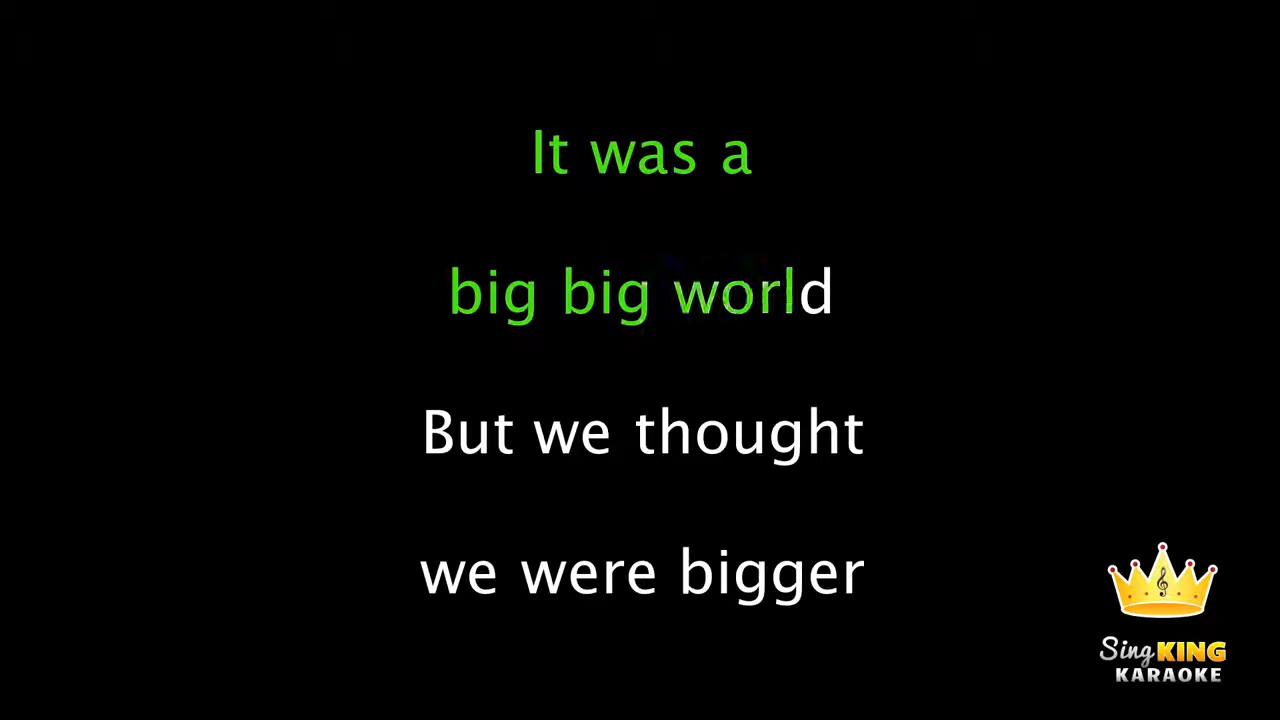 It was a
big big world
But we thought
we were bigger
Sing KING
KARAOKE